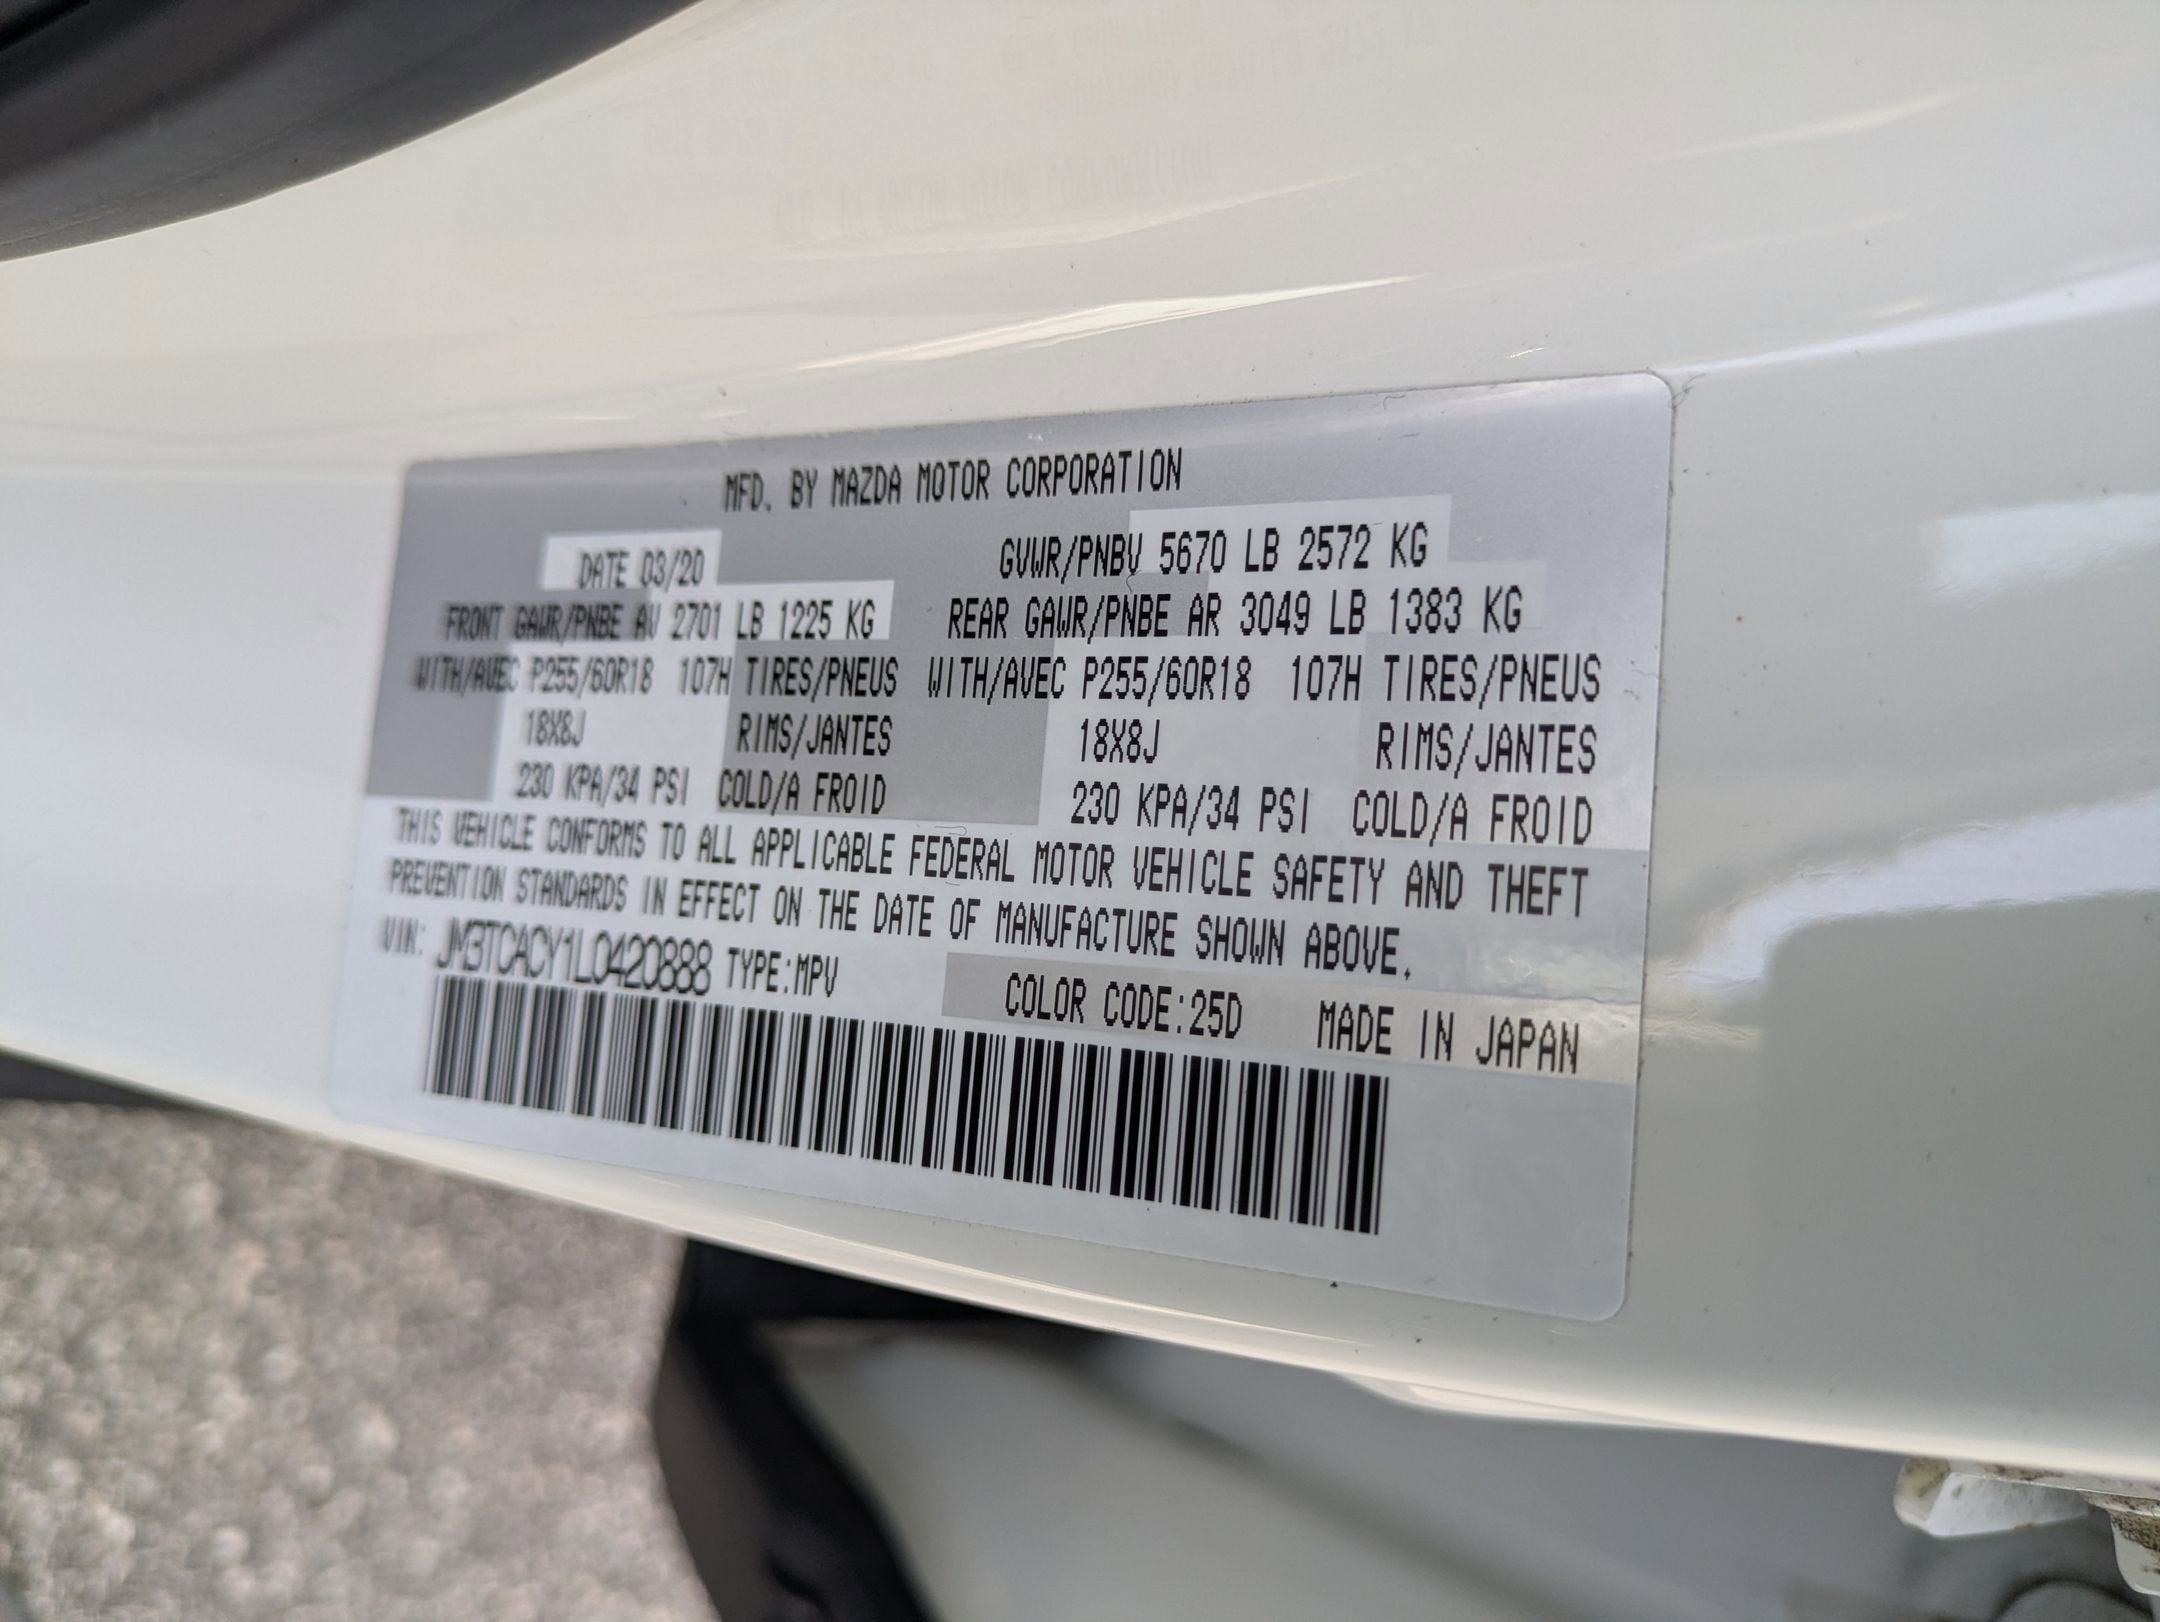 MFD. BY MAZDA MOTOR CORPORATION
DATE 03/20 GVWR/PNBV 5670 LB 2572 KG
FRONT GAWR/PNBE AV 2701 LB 1225 KG REAR GAWR/PNBE AR 3049 LB 1383 KG
WITH/AVEC P255/60R18 107H TIRES/PNEUS WITH/AVEC P255/60R18 107H TIRES/PNEUS
18X8J RIMS/JANTES 18X8J RIMS/JANTES
230 KPA/34 PSI COLD/A FROID 230 KPA/34 PSI COLD/A FROID
THIS VEHICLE CONFORMS TO ALL APPLICABLE FEDERAL MOTOR VEHICLE SAFETY AND THEFT
PREVENTION STANDARDS IN EFFECT ON THE DATE OF MANUFACTURE SHOWN ABOVE.
VIN: JM3TCACY1L0420888 TYPE:MPV
COLOR CODE:25D MADE IN JAPAN